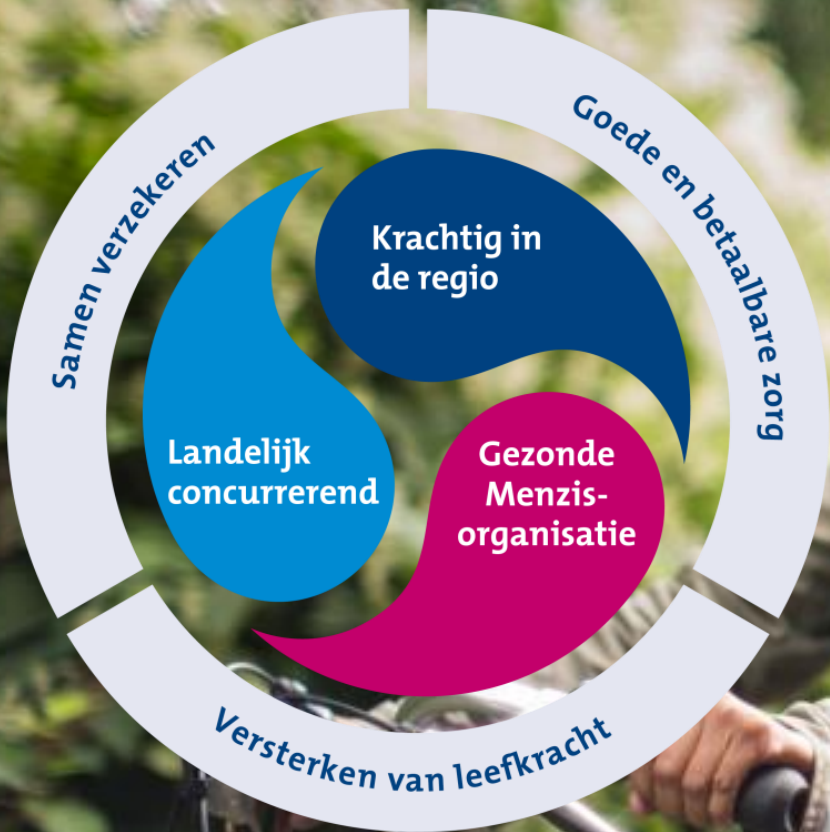 Samen verzekeren
Goede en betaalbare zorg
Krachtig in
de regio
Landelijk
concurrerend
Gezonde
Menzis-
organisatie
Versterken van leefkracht